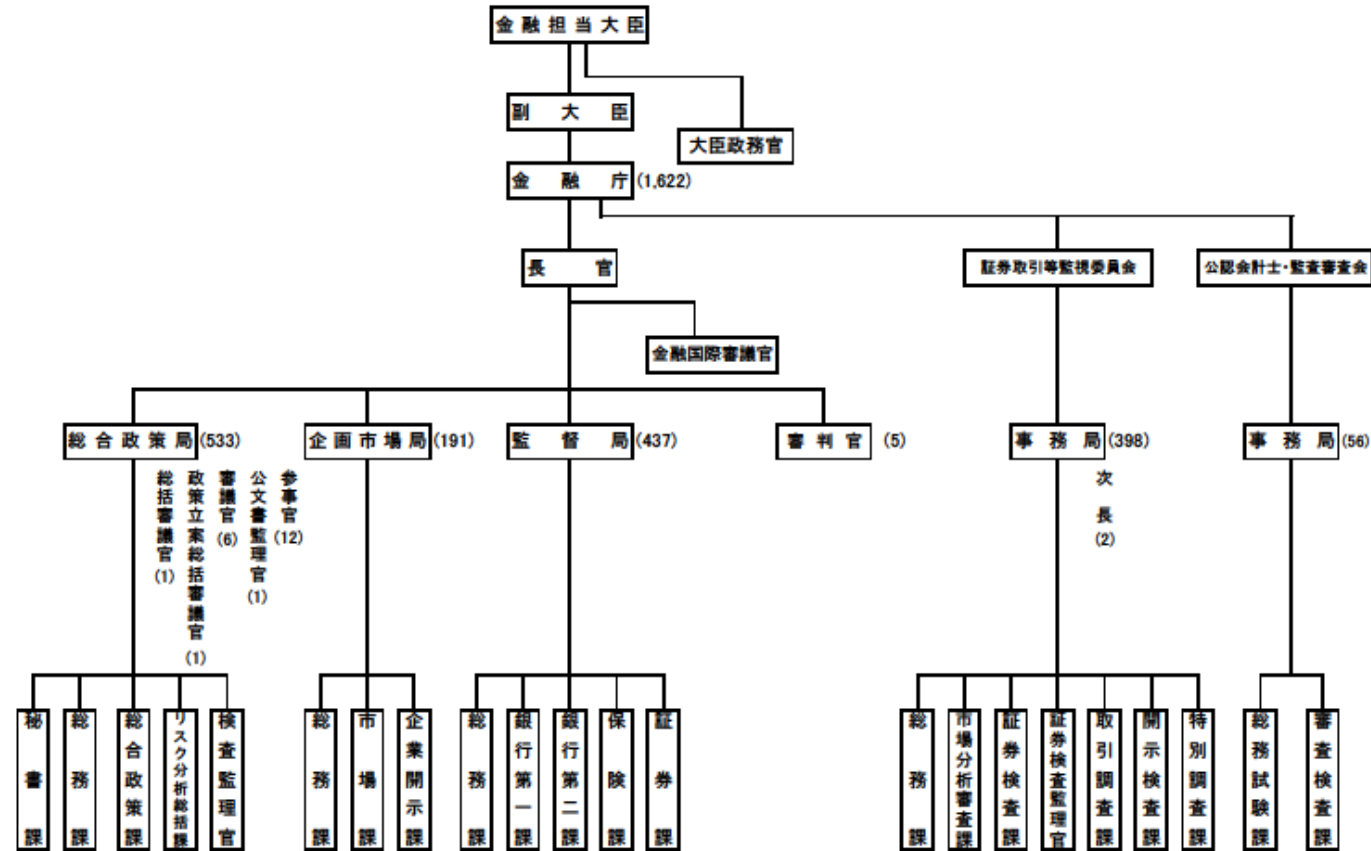 金融担当大臣
副大臣
大臣政務官
金融庁(1,622)
長官
証券取引等監視委員会
公認会計士・監査審査会
金融国際審議官
総合政策局(533)
企画市場局(191)
監督局(437)
審判官(5)
事務局(398)
事務局(56)
総括審議官(1)
政策立案総括審議官(1)
審議官(6)
公文書監理官(1)
参事官(12)
次長(2)
秘書課
総務課
総合政策課
リスク分析総括課
検査監理官
総務課
市場課
企業開示課
総務課
銀行第一課
銀行第二課
保険課
証券課
総務課
市場分析審査課
証券検査課
証券検査監理官
取引調査課
開示検査課
特別調査課
総務試験課
審査検査課